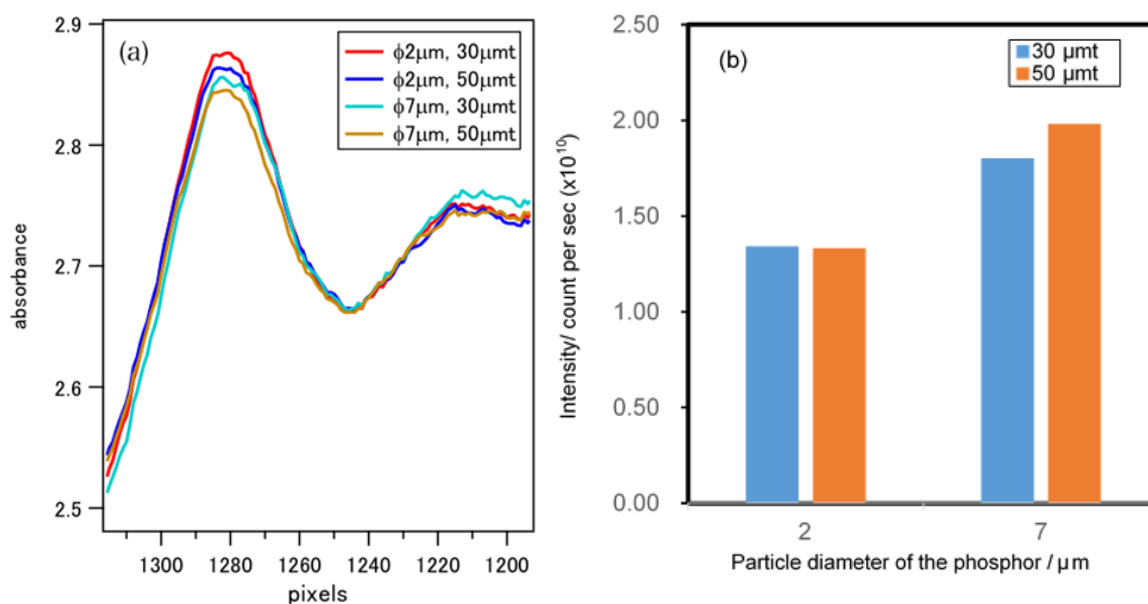 (a)
φ2μm, 30μmt
φ2μm, 50μmt
φ7μm, 30μmt
φ7μm, 50μmt
2.9
2.8
2.7
2.6
2.5
absorbance
1300 1280 1260 1240 1220 1200
pixels
(b)
30 μmt
50 μmt
2.50
2.00
1.50
1.00
0.50
0.00
Intensity/ count per sec (x10¹⁰)
2 7
Particle diameter of the phosphor / μm